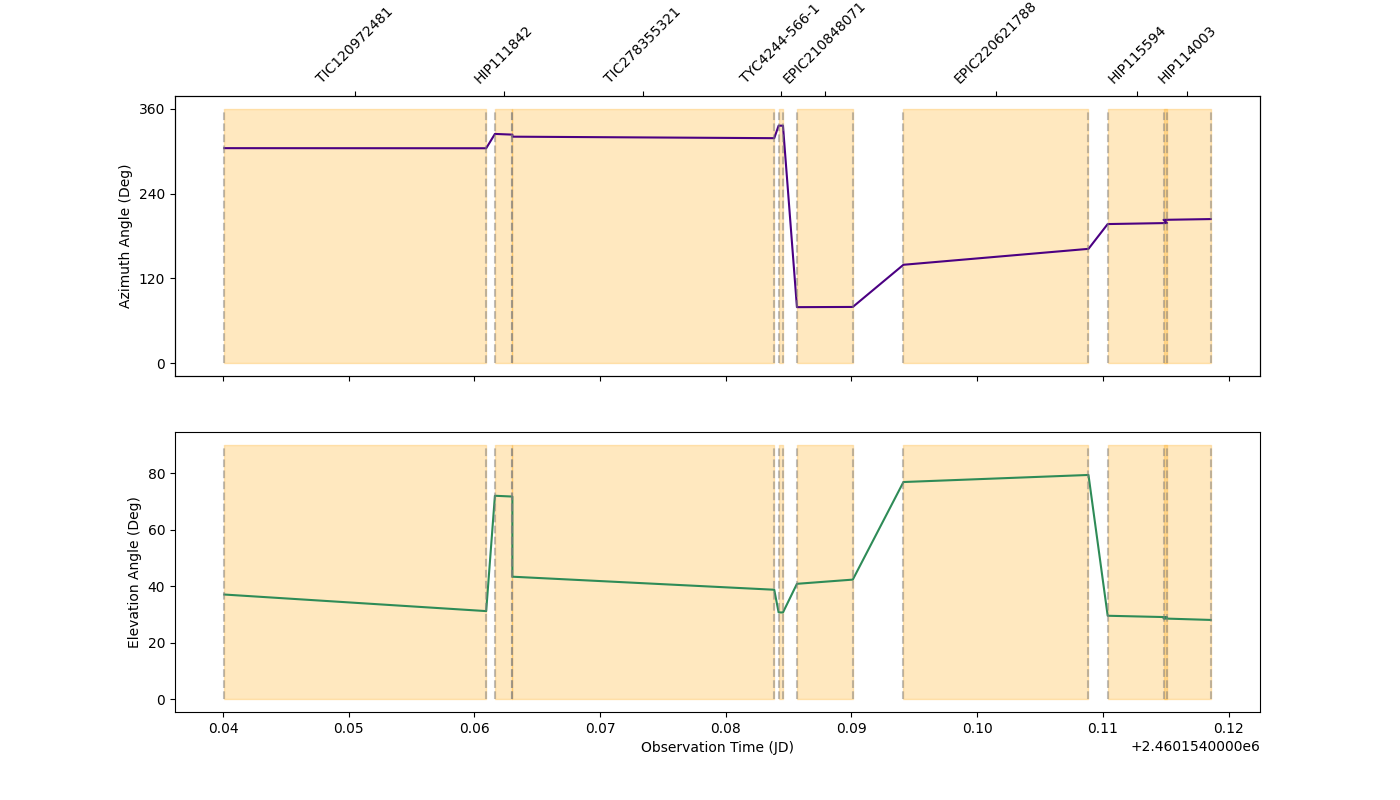 TIC120972481
HIP111842
TIC278355321
TYC4244-566-1
EPIC210848071
EPIC220621788
HIP115594
HIP114003
360
240
120
0
Azimuth Angle (Deg)
80
60
40
20
0
Elevation Angle (Deg)
0.04
0.05
0.06
0.07
0.08
0.09
0.10
0.11
0.12
Observation Time (JD)
+2.4601540000e6